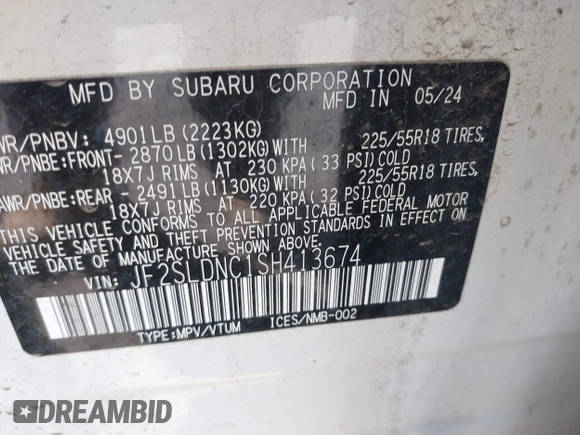 MFD BY SUBARU CORPORATION
MFD IN 05/24
WR/PNBV: 4901LB(2223KG)
WR/PNBE:FRONT- 2870LB(1302KG)WITH 225/55R18 TIRES,
18X7J RIMS AT 230 KPA(33 PSI)COLD
AWR/PNBE:REAR - 2491LB(1130KG)WITH 225/55R18 TIRES,
18X7J RIMS AT 220 KPA(32 PSI)COLD
THIS VEHICLE CONFORMS TO ALL APPLICABLE FEDERAL MOTOR
VEHICLE SAFETY AND THEFT PREVENTION STANDARDS IN EFFECT ON
THE DATE OF MANUFACTURE SHOWN ABOVE.
VIN: JF2SLDNC1SH413674
TYPE:MPV/VTUM ICES/NMB-002
DREAMBID